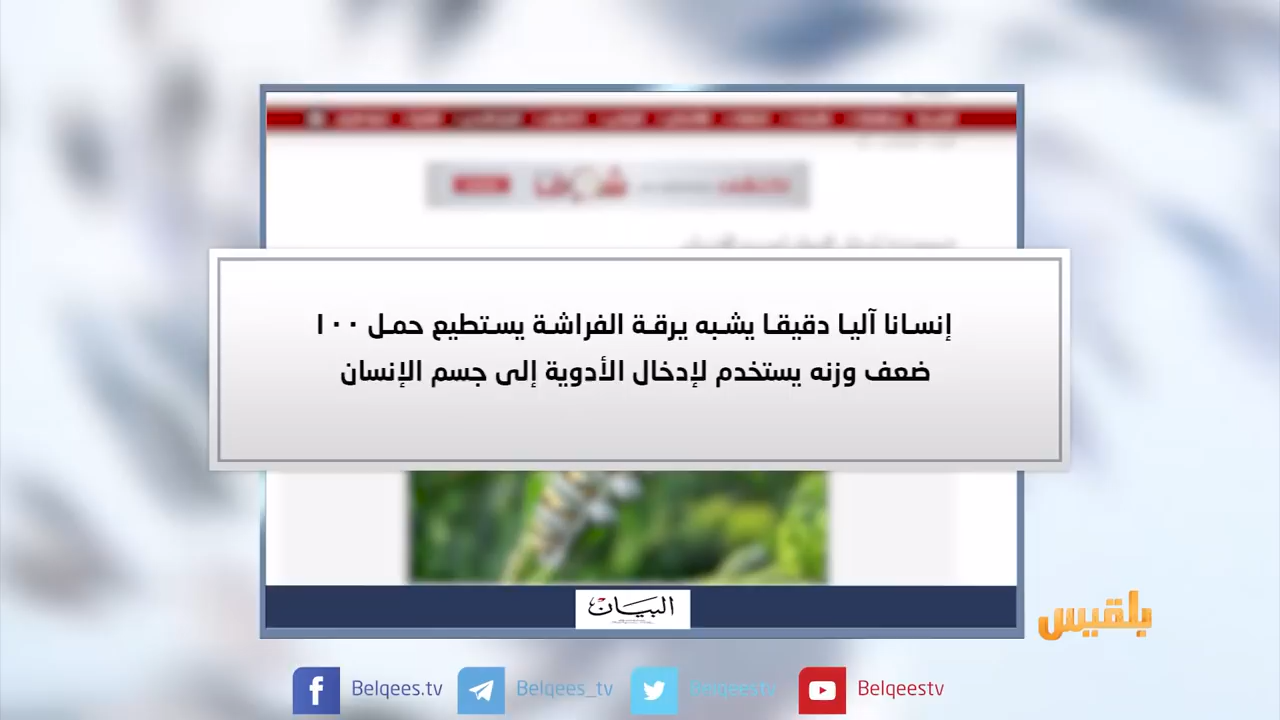 إنسانا آليا دقيقا يشبه يرقة الفراشة يستطيع حمل ١٠٠
ضعف وزنه يستخدم لإدخال الأدوية إلى جسم الإنسان
البيان
بلقيس
Belqees.tv
Belqees_tv
Belqeestv
Belqeestv